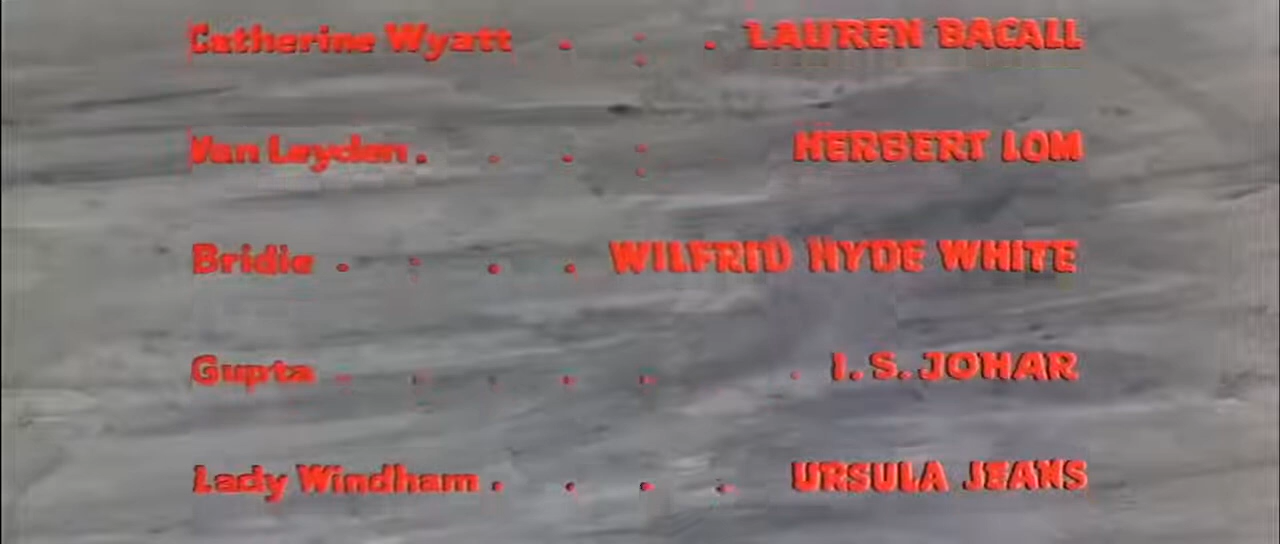 Catherine Wyatt . . . LAUREN BACALL
Van Leyden . . . . HERBERT LOM
Bridie . . . . WILFRID HYDE WHITE
Gupta . . . . . . I. S. JOHAR
Lady Windham . . . . URSULA JEANS